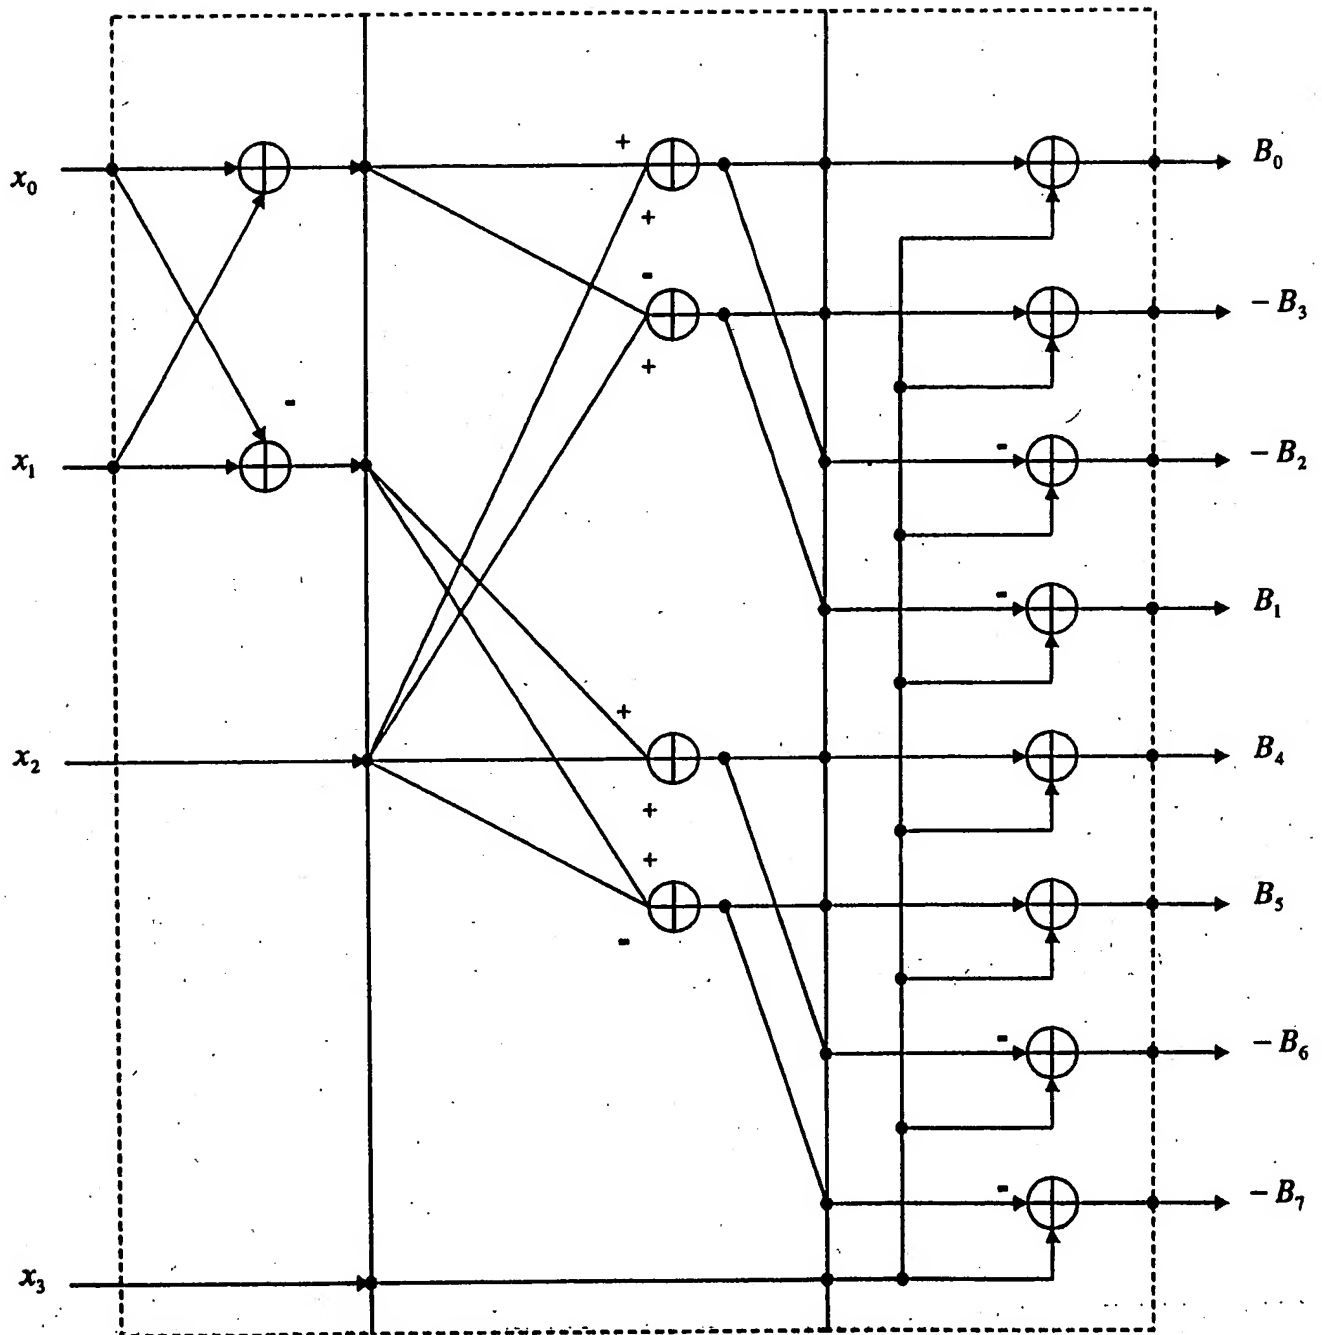 +
x₀
B₀
+
-
- B₃
+
-
x₁
-
- B₂
-
B₁
+
x₂
B₄
+
+
B₅
-
-
- B₆
-
- B₇
x₃